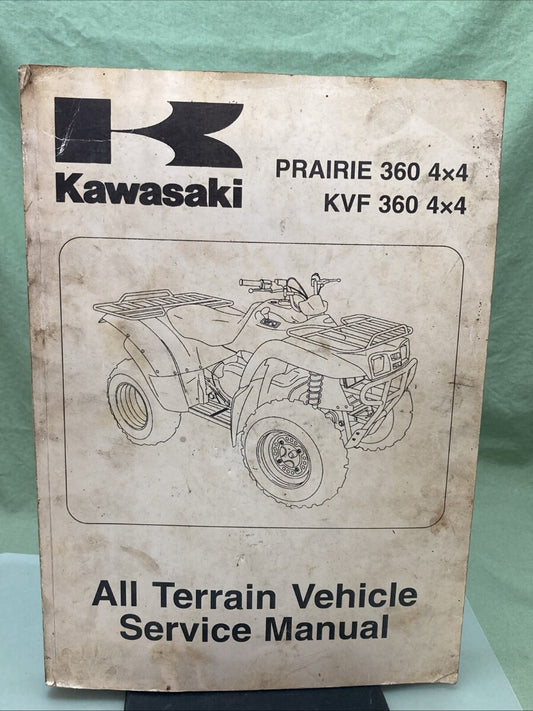 Kawasaki
PRAIRIE 360 4×4
KVF 360 4×4
All Terrain Vehicle
Service Manual